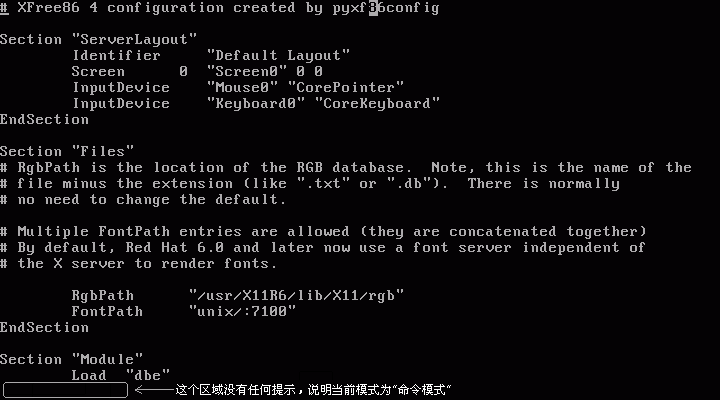 # XFree86 4 configuration created by pyxf86config
Section "ServerLayout"
Identifier "Default Layout"
Screen 0 "Screen0" 0 0
InputDevice "Mouse0" "CorePointer"
InputDevice "Keyboard0" "CoreKeyboard"
EndSection
Section "Files"
# RgbPath is the location of the RGB database. Note, this is the name of the
# file minus the extension (like ".txt" or ".db"). There is normally
# no need to change the default.
# Multiple FontPath entries are allowed (they are concatenated together)
# By default, Red Hat 6.0 and later now use a font server independent of
# the X server to render fonts.
RgbPath "/usr/X11R6/lib/X11/rgb"
FontPath "unix/:7100"
EndSection
Section "Module"
Load "dbe"
这个区域没有任何提示，说明当前模式为"命令模式"